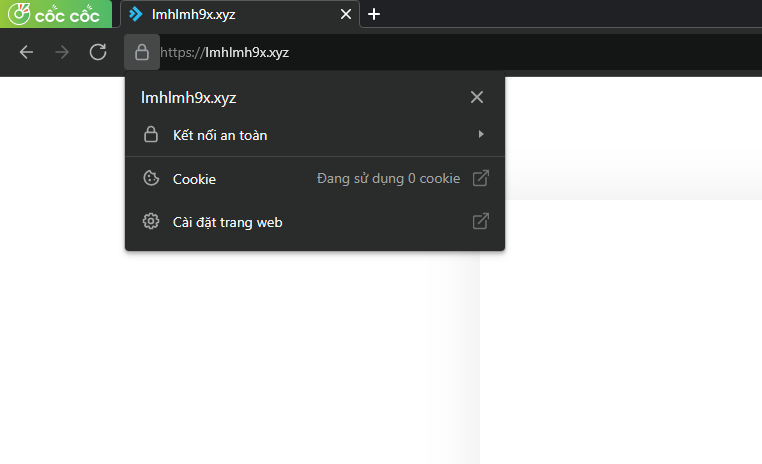 cốc cốc
lmhlmh9x.xyz
https://lmhlmh9x.xyz
lmhlmh9x.xyz
Kết nối an toàn
Cookie Đang sử dụng 0 cookie
Cài đặt trang web